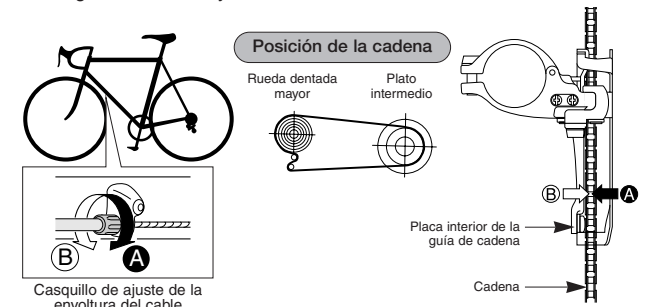 Posición de la cadena
Rueda dentada
mayor
Plato
intermedio
B
A
Placa interior de la
guía de cadena
Cadena
B
A
Casquillo de ajuste de la
envoltura del cable